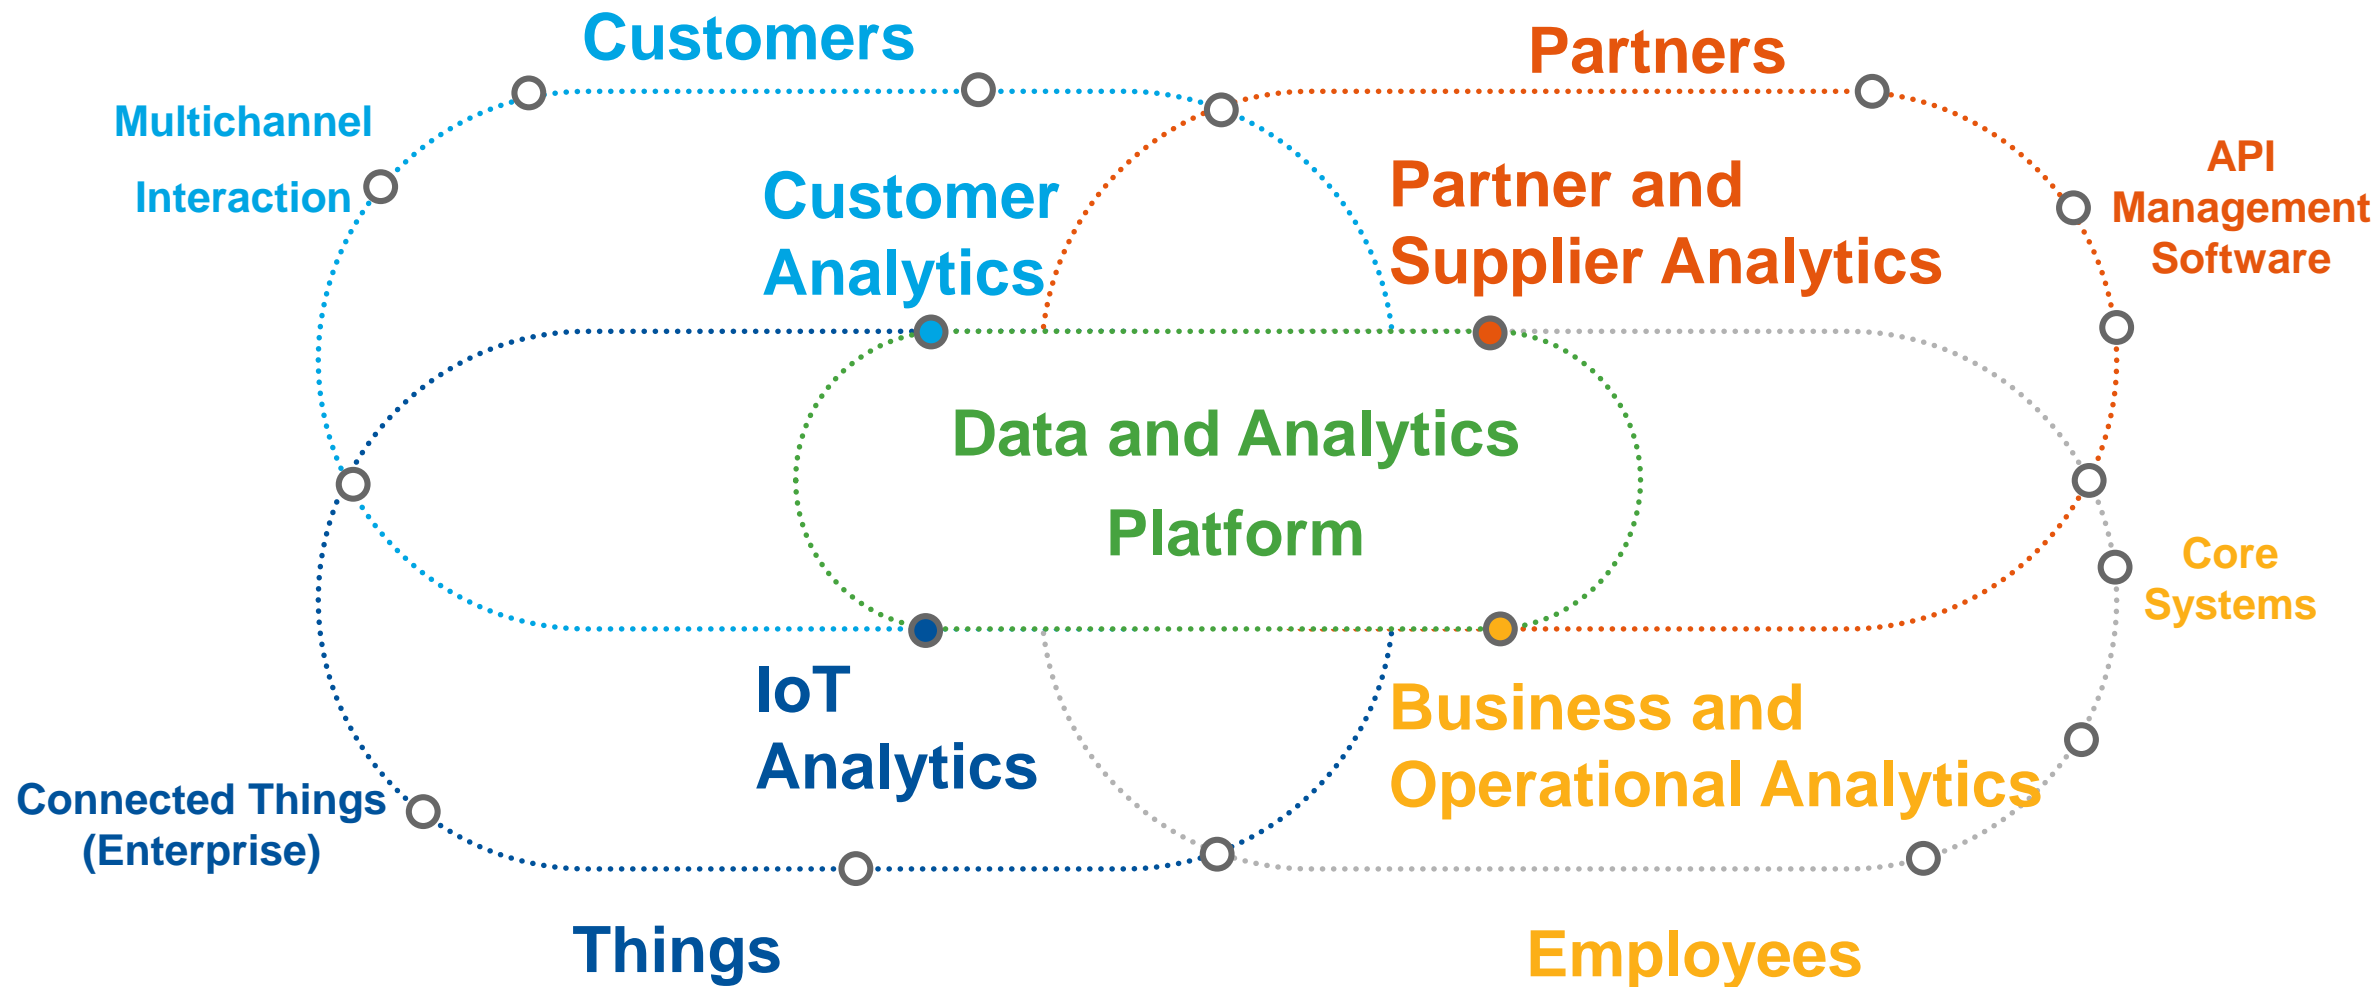 Customers
Partners
Multichannel
Interaction
Customer
Analytics
Partner and
Supplier Analytics
API
Management
Software
Data and Analytics
Platform
Core
Systems
IoT
Analytics
Business and
Operational Analytics
Connected Things
(Enterprise)
Things
Employees